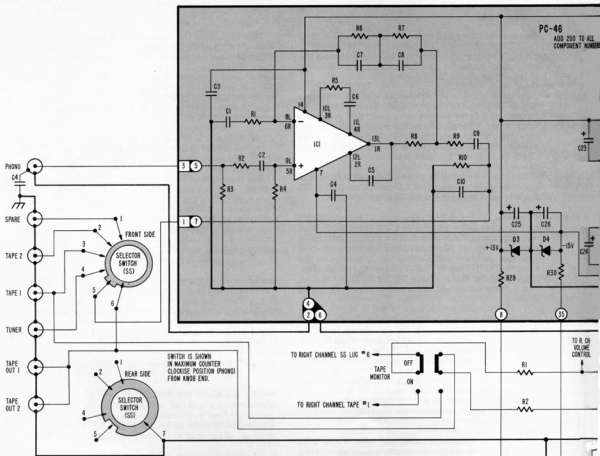 PC-46
ADD 200 TO ALL
COMPONENT NUMBERS
R6
R7
C7
C8
C3
C1
R1
14
8L
6R
10L
3R
R5
C6
11L
4R
IC1
13L
1R
12L
2R
9L
5R
7
R8
R9
C9
R10
C10
C5
C4
R2
C2
R3
R4
PHONO
C4
3 5
1 7
SPARE
TAPE 2
TAPE 1
TUNER
TAPE
OUT 1
TAPE
OUT 2
FRONT SIDE
SELECTOR
SWITCH
(SS)
1
2
3
4
5
6
SWITCH IS SHOWN
IN MAXIMUM COUNTER
CLOCKISE POSITION (PHONO)
FROM KNOB END.
REAR SIDE
SELECTOR
SWITCH
(SS)
1
2
4
5
7
4
2 6
C23
C25
C26
C24
+15V
D3
D4
-15V
R29
R30
8
35
TO RIGHT CHANNEL SS LUG #6
TAPE
MONITOR
OFF
ON
TO RIGHT CHANNEL TAPE #1
R1
R2
TO R CH
VOLUME
CONTROL